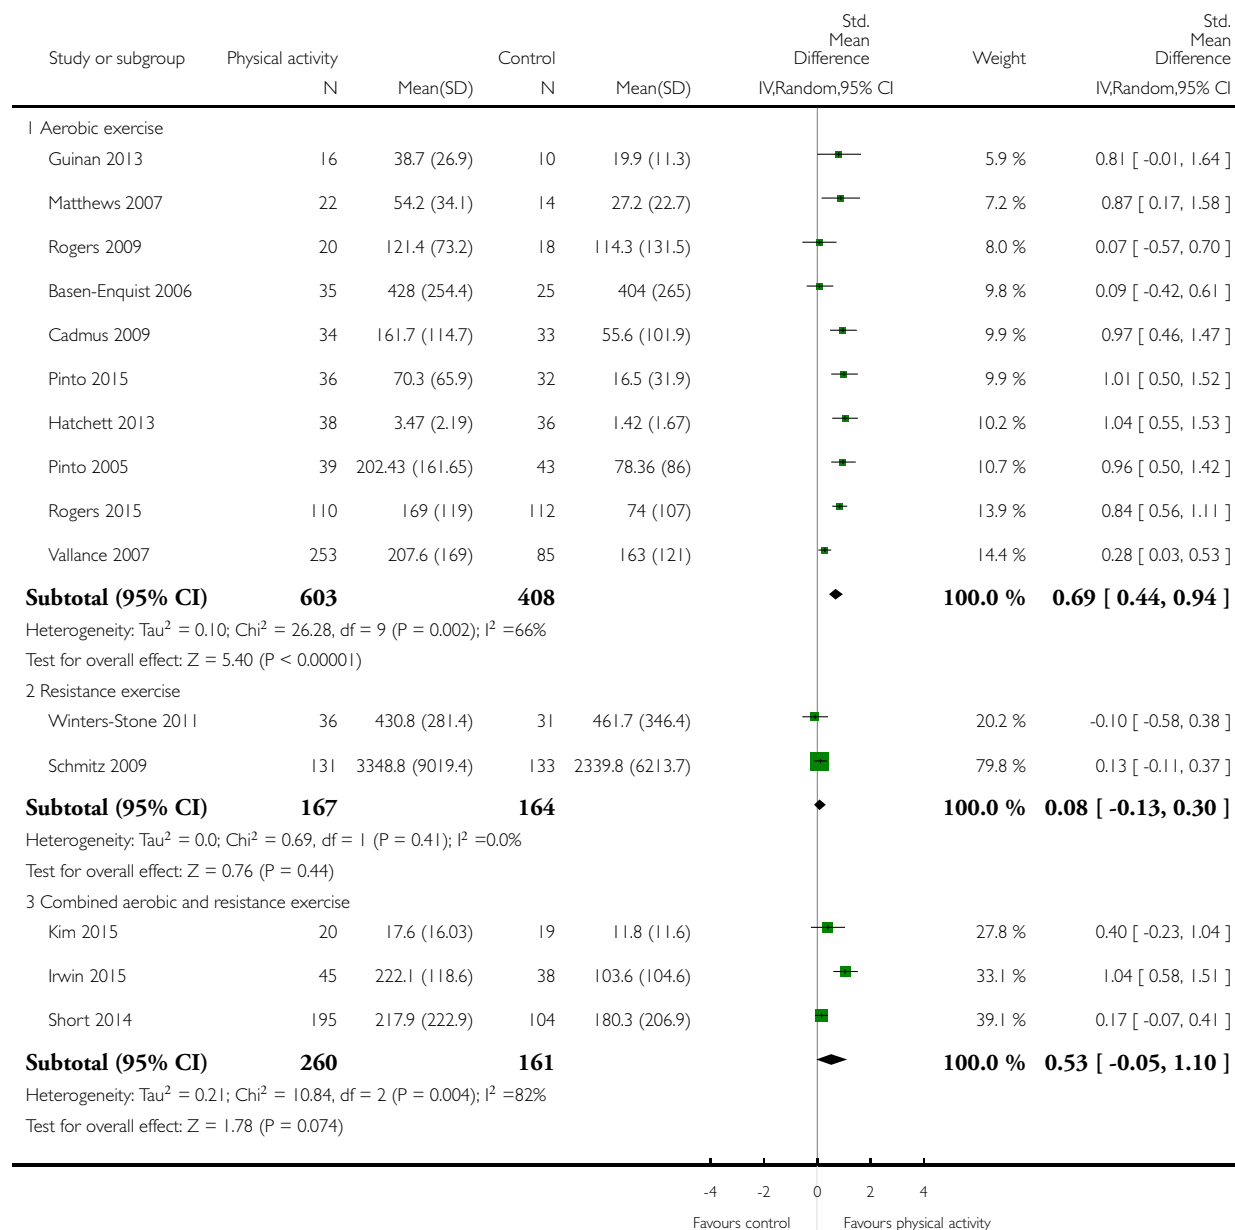 Std. Mean Difference Std. Mean Difference
Study or subgroup Physical activity Control Weight
N Mean(SD) N Mean(SD) IV,Random,95% CI IV,Random,95% CI
1 Aerobic exercise
Guinan 2013 16 38.7 (26.9) 10 19.9 (11.3) 5.9 % 0.81 [ -0.01, 1.64 ]
Matthews 2007 22 54.2 (34.1) 14 27.2 (22.7) 7.2 % 0.87 [ 0.17, 1.58 ]
Rogers 2009 20 121.4 (73.2) 18 114.3 (131.5) 8.0 % 0.07 [ -0.57, 0.70 ]
Basen-Enquist 2006 35 428 (254.4) 25 404 (265) 9.8 % 0.09 [ -0.42, 0.61 ]
Cadmus 2009 34 161.7 (114.7) 33 55.6 (101.9) 9.9 % 0.97 [ 0.46, 1.47 ]
Pinto 2015 36 70.3 (65.9) 32 16.5 (31.9) 9.9 % 1.01 [ 0.50, 1.52 ]
Hatchett 2013 38 3.47 (2.19) 36 1.42 (1.67) 10.2 % 1.04 [ 0.55, 1.53 ]
Pinto 2005 39 202.43 (161.65) 43 78.36 (86) 10.7 % 0.96 [ 0.50, 1.42 ]
Rogers 2015 110 169 (119) 112 74 (107) 13.9 % 0.84 [ 0.56, 1.11 ]
Vallance 2007 253 207.6 (169) 85 163 (121) 14.4 % 0.28 [ 0.03, 0.53 ]
Subtotal (95% CI) 603 408 100.0 % 0.69 [ 0.44, 0.94 ]
Heterogeneity: Tau² = 0.10; Chi² = 26.28, df = 9 (P = 0.002); I² =66%
Test for overall effect: Z = 5.40 (P < 0.00001)
2 Resistance exercise
Winters-Stone 2011 36 430.8 (281.4) 31 461.7 (346.4) 20.2 % -0.10 [ -0.58, 0.38 ]
Schmitz 2009 131 3348.8 (9019.4) 133 2339.8 (6213.7) 79.8 % 0.13 [ -0.11, 0.37 ]
Subtotal (95% CI) 167 164 100.0 % 0.08 [ -0.13, 0.30 ]
Heterogeneity: Tau² = 0.0; Chi² = 0.69, df = 1 (P = 0.41); I² =0.0%
Test for overall effect: Z = 0.76 (P = 0.44)
3 Combined aerobic and resistance exercise
Kim 2015 20 17.6 (16.03) 19 11.8 (11.6) 27.8 % 0.40 [ -0.23, 1.04 ]
Irwin 2015 45 222.1 (118.6) 38 103.6 (104.6) 33.1 % 1.04 [ 0.58, 1.51 ]
Short 2014 195 217.9 (222.9) 104 180.3 (206.9) 39.1 % 0.17 [ -0.07, 0.41 ]
Subtotal (95% CI) 260 161 100.0 % 0.53 [ -0.05, 1.10 ]
Heterogeneity: Tau² = 0.21; Chi² = 10.84, df = 2 (P = 0.004); I² =82%
Test for overall effect: Z = 1.78 (P = 0.074)
-4 -2 0 2 4
Favours control Favours physical activity